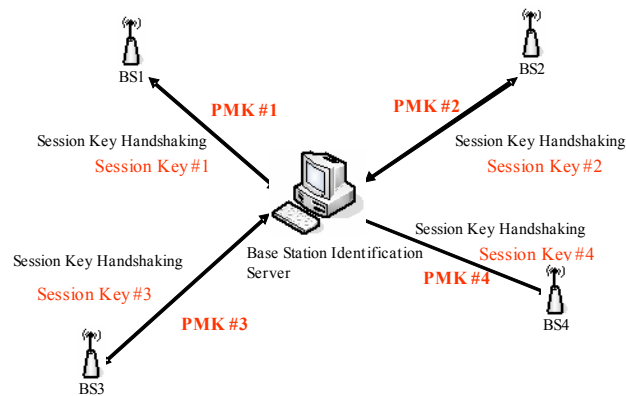 BS1
BS2
PMK #1
PMK #2
Session Key Handshaking
Session Key #1
Session Key Handshaking
Session Key #2
Base Station Identification
Server
Session Key Handshaking
Session Key #4
PMK #4
BS4
Session Key Handshaking
Session Key #3
PMK #3
BS3